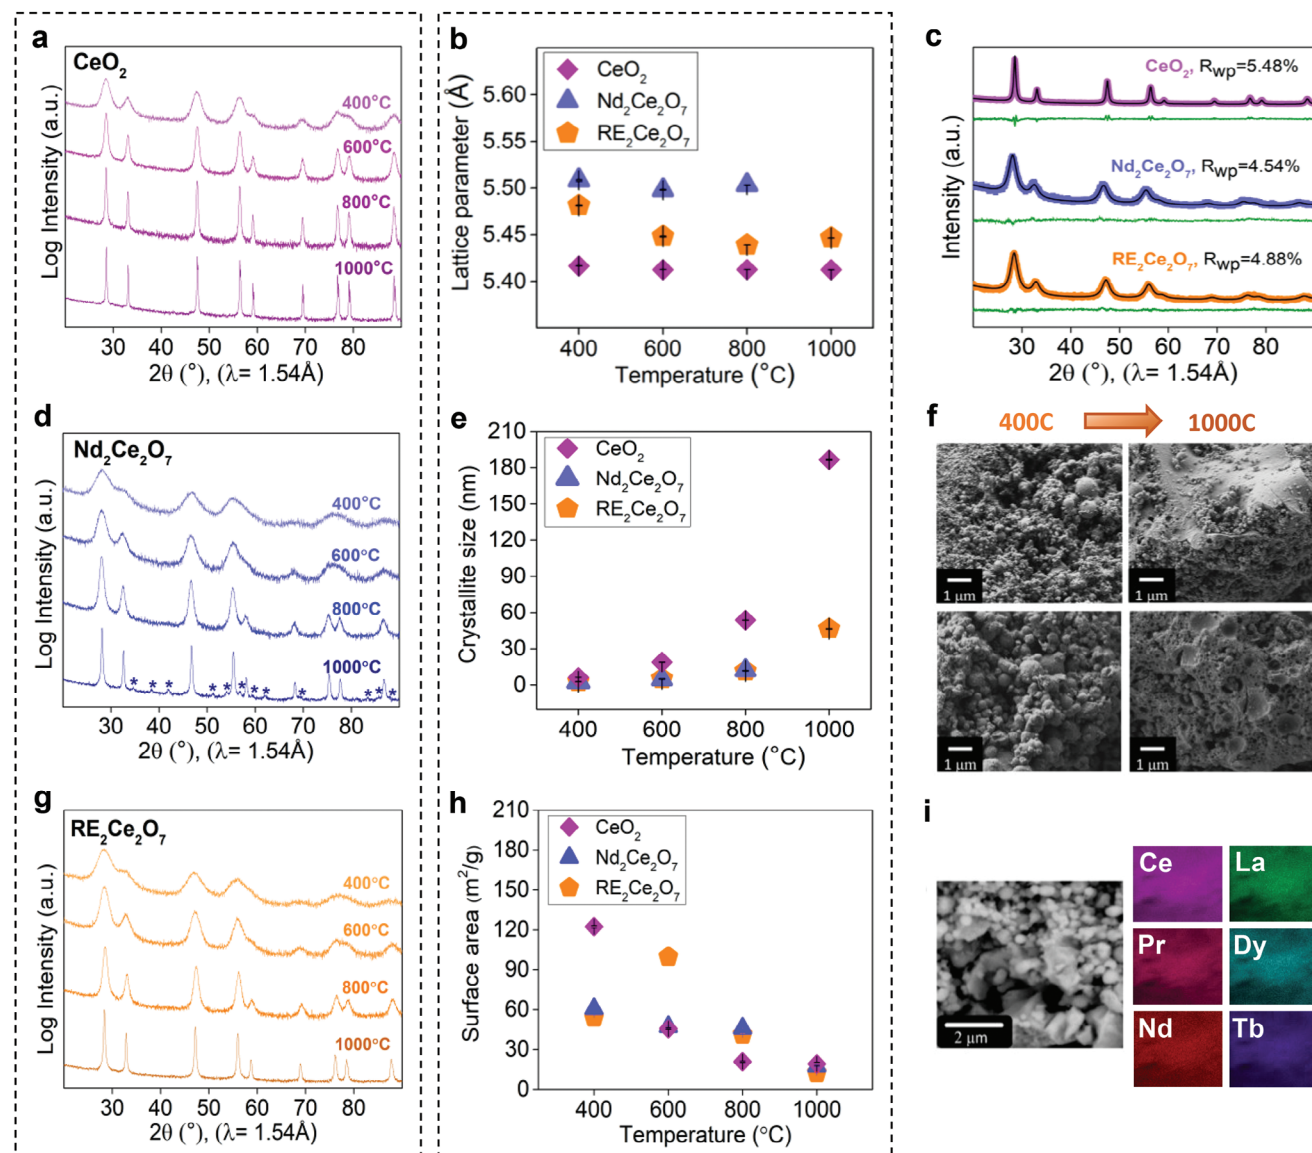 a
CeO2
400°C
600°C
800°C
1000°C
Log Intensity (a.u.)
30 40 50 60 70 80
2θ (°), (λ= 1.54Å)
b
CeO2
Nd2Ce2O7
RE2Ce2O7
Lattice parameter (Å)
5.60
5.55
5.50
5.45
5.40
400 600 800 1000
Temperature (°C)
c
CeO2, Rwp=5.48%
Nd2Ce2O7, Rwp=4.54%
RE2Ce2O7, Rwp=4.88%
Intensity (a.u.)
30 40 50 60 70 80
2θ (°), (λ= 1.54Å)
d
Nd2Ce2O7
400°C
600°C
800°C
1000°C
* * * * * * * * * * * *
Log Intensity (a.u.)
30 40 50 60 70 80
2θ (°), (λ= 1.54Å)
e
CeO2
Nd2Ce2O7
RE2Ce2O7
Crystallite size (nm)
210
180
150
120
90
60
30
0
400 600 800 1000
Temperature (°C)
f
400C 1000C
1 μm 1 μm
1 μm 1 μm
g
RE2Ce2O7
400°C
600°C
800°C
1000°C
Log Intensity (a.u.)
30 40 50 60 70 80
2θ (°), (λ= 1.54Å)
h
CeO2
Nd2Ce2O7
RE2Ce2O7
Surface area (m²/g)
210
180
150
120
90
60
30
0
400 600 800 1000
Temperature (°C)
i
2 μm
Ce La
Pr Dy
Nd Tb